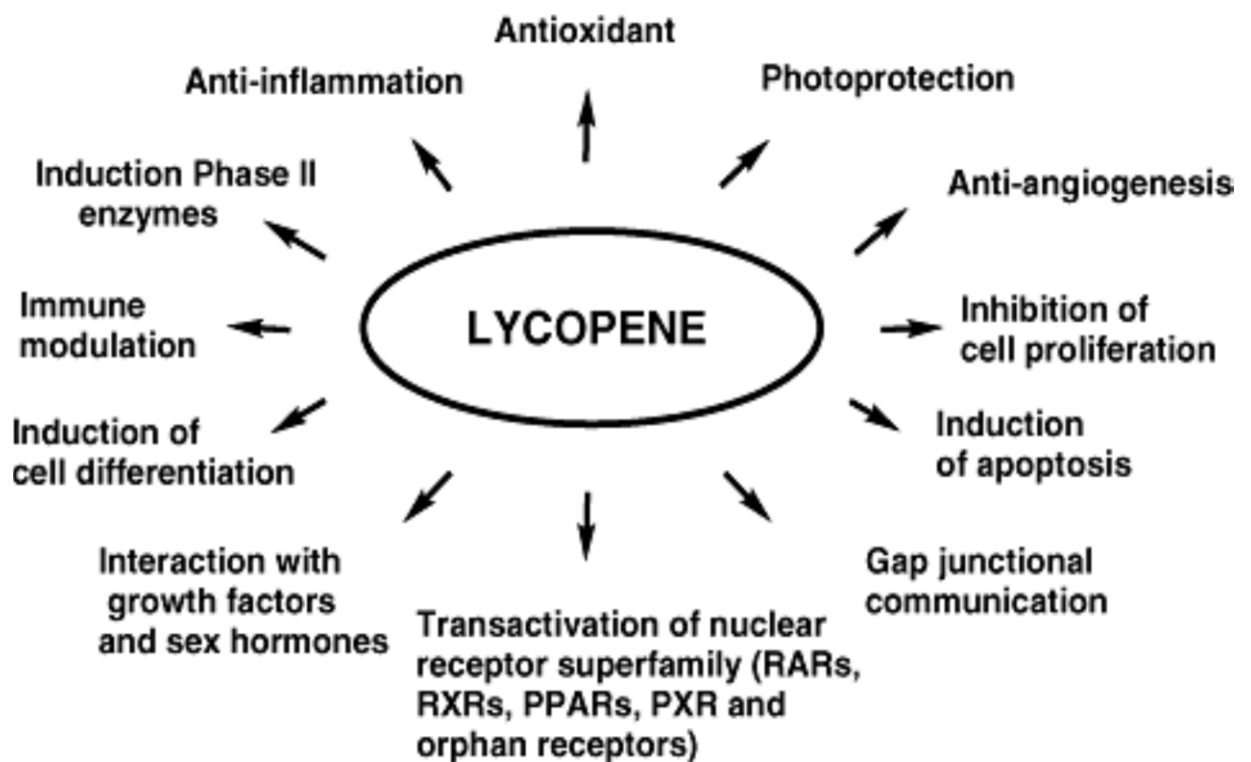 Antioxidant
Anti-inflammation
Photoprotection
Induction Phase II
enzymes
Anti-angiogenesis
Immune
modulation
LYCOPENE
Inhibition of
cell proliferation
Induction of
cell differentiation
Induction
of apoptosis
Interaction with
growth factors
and sex hormones
Transactivation of nuclear
receptor superfamily (RARs,
RXRs, PPARs, PXR and
orphan receptors)
Gap junctional
communication